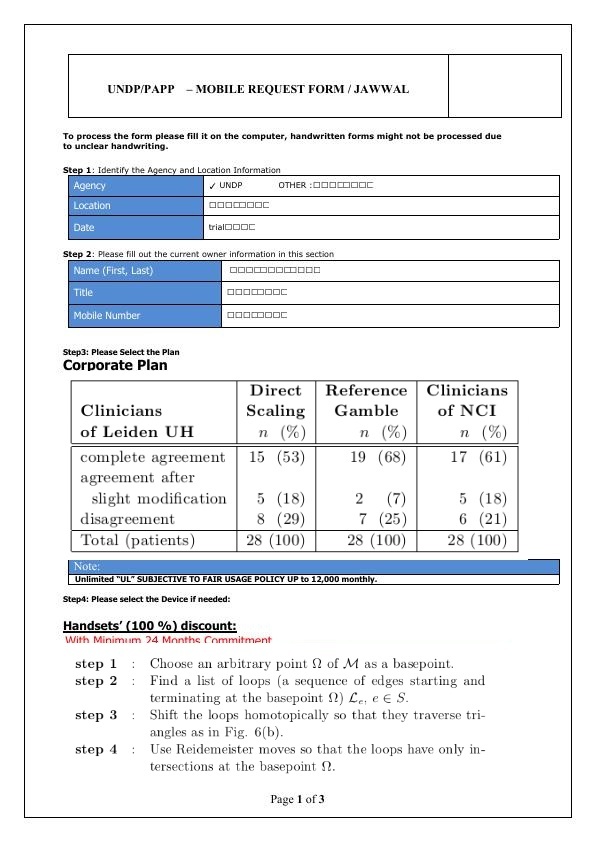 UNDP/PAPP – MOBILE REQUEST FORM / JAWWAL
To process the form please fill it on the computer, handwritten forms might not be processed due
to unclear handwriting.
Step 1: Identify the Agency and Location Information
Agency ✓ UNDP OTHER :□□□□□□□□
Location □□□□□□□□
Date trial□□□□
Step 2: Please fill out the current owner information in this section
Name (First, Last) □□□□□□□□□□□□
Title □□□□□□□□
Mobile Number □□□□□□□□
Step3: Please Select the Plan
Corporate Plan
Direct Reference Clinicians
Clinicians Scaling Gamble of NCI
of Leiden UH n (%) n (%) n (%)
complete agreement 15 (53) 19 (68) 17 (61)
agreement after
slight modification 5 (18) 2 (7) 5 (18)
disagreement 8 (29) 7 (25) 6 (21)
Total (patients) 28 (100) 28 (100) 28 (100)
Note:
Unlimited “UL” SUBJECTIVE TO FAIR USAGE POLICY UP to 12,000 monthly.
Step4: Please select the Device if needed:
Handsets’ (100 %) discount:
With Minimum 24 Months Commitment
step 1 : Choose an arbitrary point Ω of ℳ as a basepoint.
step 2 : Find a list of loops (a sequence of edges starting and
terminating at the basepoint Ω) ℒe, e ∈ S.
step 3 : Shift the loops homotopically so that they traverse tri-
angles as in Fig. 6(b).
step 4 : Use Reidemeister moves so that the loops have only in-
tersections at the basepoint Ω.
Page 1 of 3